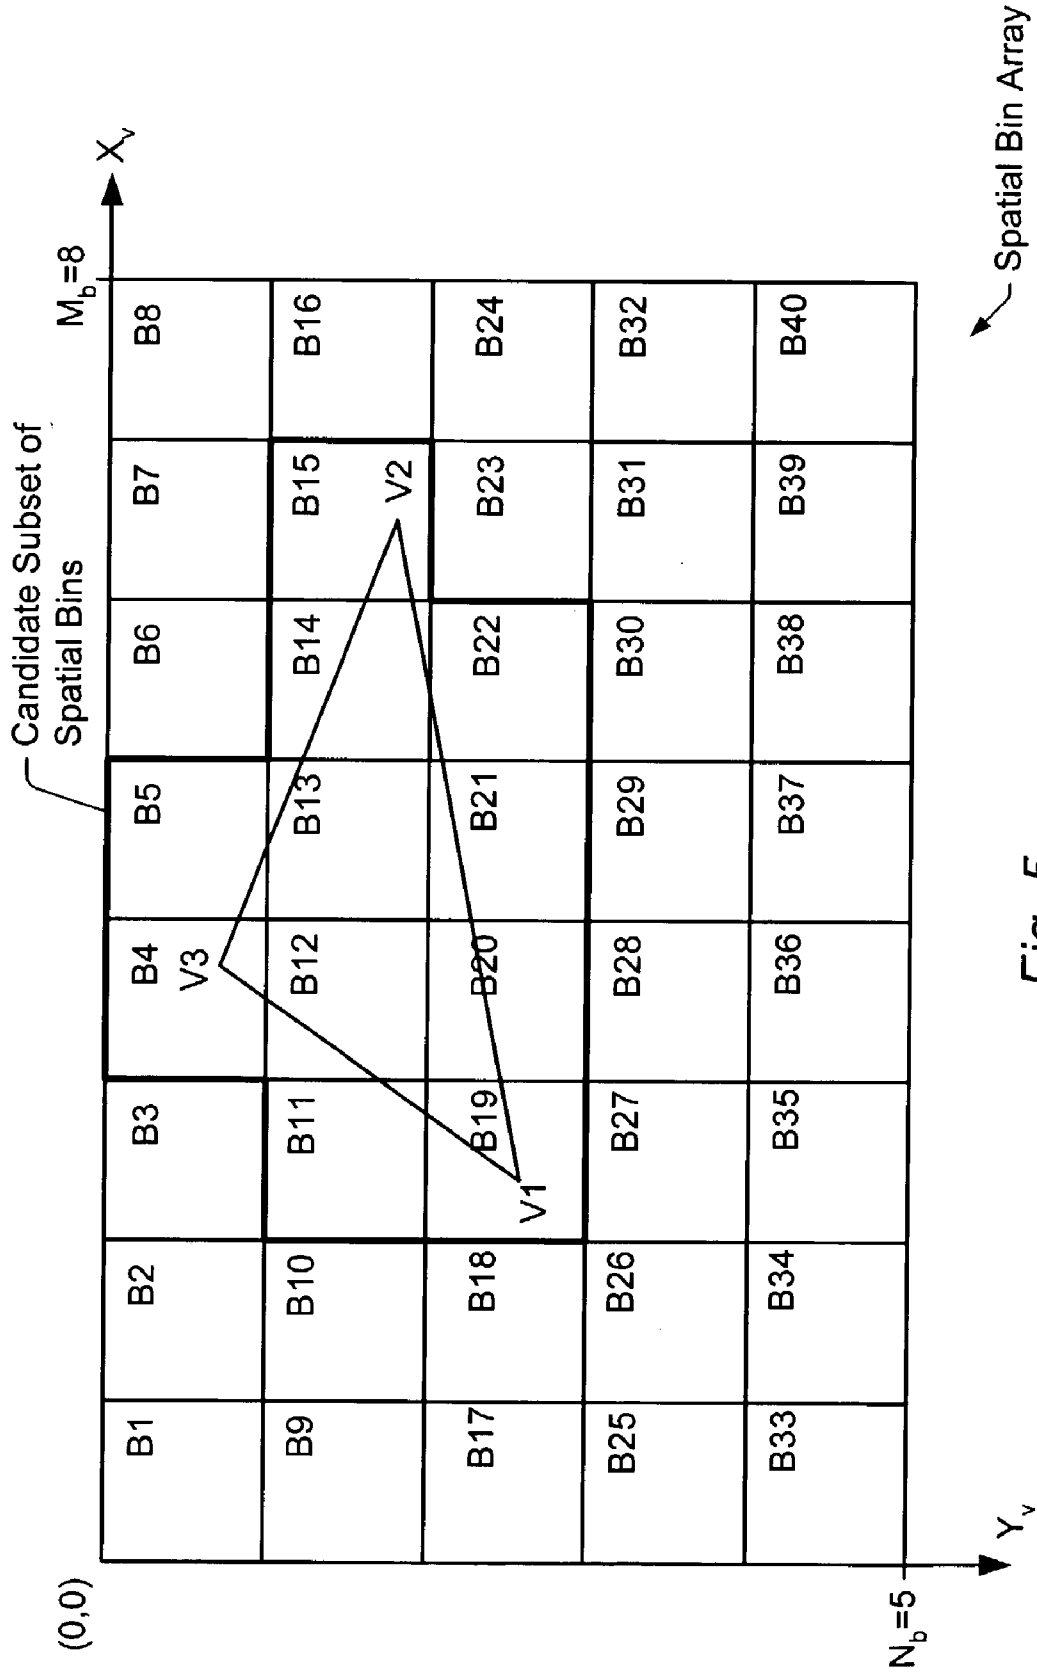 Candidate Subset of
Spatial Bins
(0,0)
M_b=8
X_v
B1 B2 B3 B4 B5 B6 B7 B8
V3
B9 B10 B11 B12 B13 B14 B15 B16
V2
B17 B18 B19 B20 B21 B22 B23 B24
V1
B25 B26 B27 B28 B29 B30 B31 B32
B33 B34 B35 B36 B37 B38 B39 B40
N_b=5
Y_v
Spatial Bin Array